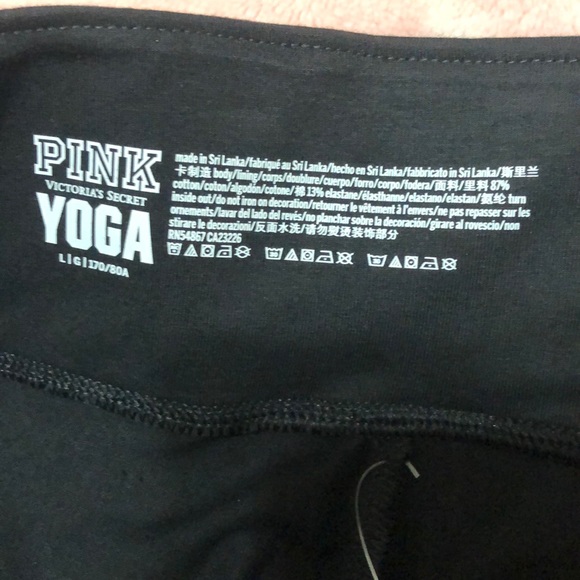 PINK
VICTORIA'S SECRET
YOGA
L|G|170/80A
made in Sri Lanka/fabriqué au Sri Lanka/hecho en Sri Lanka/fabbricato in Sri Lanka/斯里兰
卡制造 body/lining/corps/doublure/cuerpo/forro/corpo/fodera/面料/里料 87%
cotton/coton/algodón/cotone/棉 13% elastane/élasthanne/elastano/elastan/氨纶 turn
inside out/do not iron on decoration/retourner le vêtement à l'envers/ne pas repasser sur les
ornements/lavar del lado del revés/no planchar sobre la decoración/girare al rovescio/non
stirare le decorazioni/反面水洗/请勿熨烫装饰部分
RN54867 CA23226